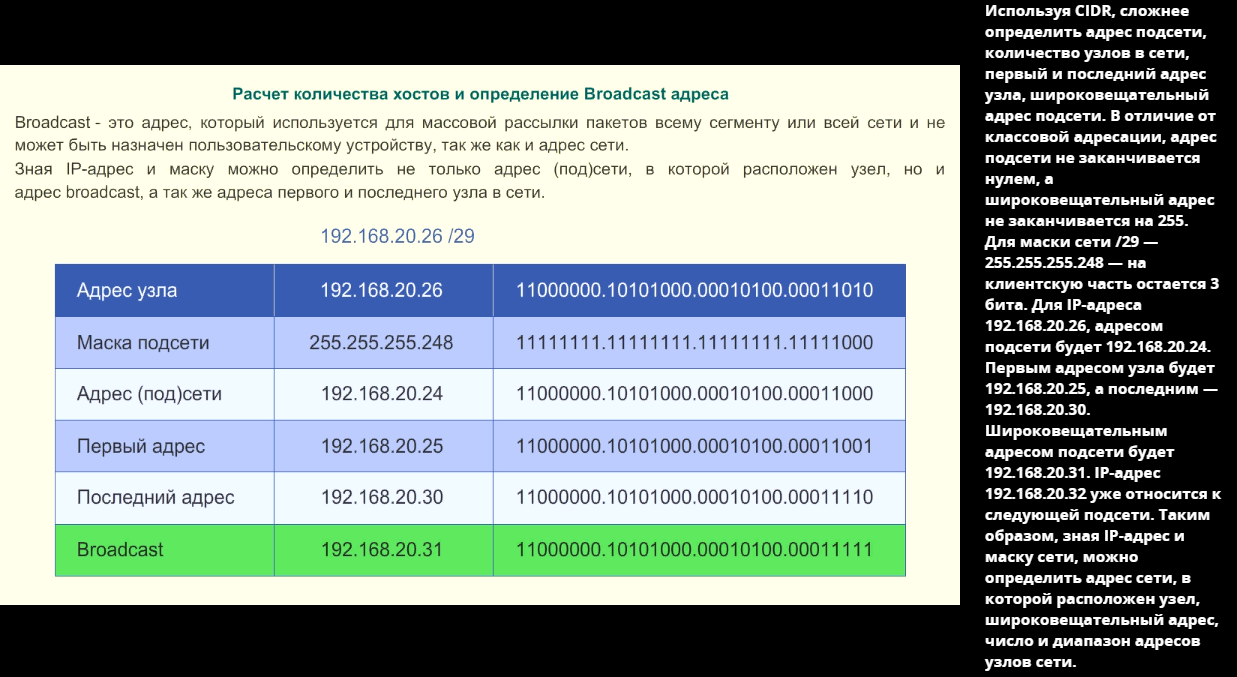 Расчет количества хостов и определение Broadcast адреса
Broadcast - это адрес, который используется для массовой рассылки пакетов всему сегменту или всей сети и не
может быть назначен пользовательскому устройству, так же как и адрес сети.
Зная IP-адрес и маску можно определить не только адрес (под)сети, в которой расположен узел, но и
адрес broadcast, а так же адреса первого и последнего узла в сети.
192.168.20.26 /29
Адрес узла 192.168.20.26 11000000.10101000.00010100.00011010
Маска подсети 255.255.255.248 11111111.11111111.11111111.11111000
Адрес (под)сети 192.168.20.24 11000000.10101000.00010100.00011000
Первый адрес 192.168.20.25 11000000.10101000.00010100.00011001
Последний адрес 192.168.20.30 11000000.10101000.00010100.00011110
Broadcast 192.168.20.31 11000000.10101000.00010100.00011111
Используя CIDR, сложнее
определить адрес подсети,
количество узлов в сети,
первый и последний адрес
узла, широковещательный
адрес подсети. В отличие от
классовой адресации, адрес
подсети не заканчивается
нулем, а
широковещательный адрес
не заканчивается на 255.
Для маски сети /29 —
255.255.255.248 — на
клиентскую часть остается 3
бита. Для IP-адреса
192.168.20.26, адресом
подсети будет 192.168.20.24.
Первым адресом узла будет
192.168.20.25, а последним —
192.168.20.30.
Широковещательным
адресом подсети будет
192.168.20.31. IP-адрес
192.168.20.32 уже относится к
следующей подсети. Таким
образом, зная IP-адрес и
маску сети, можно
определить адрес сети, в
которой расположен узел,
широковещательный адрес,
число и диапазон адресов
узлов сети.